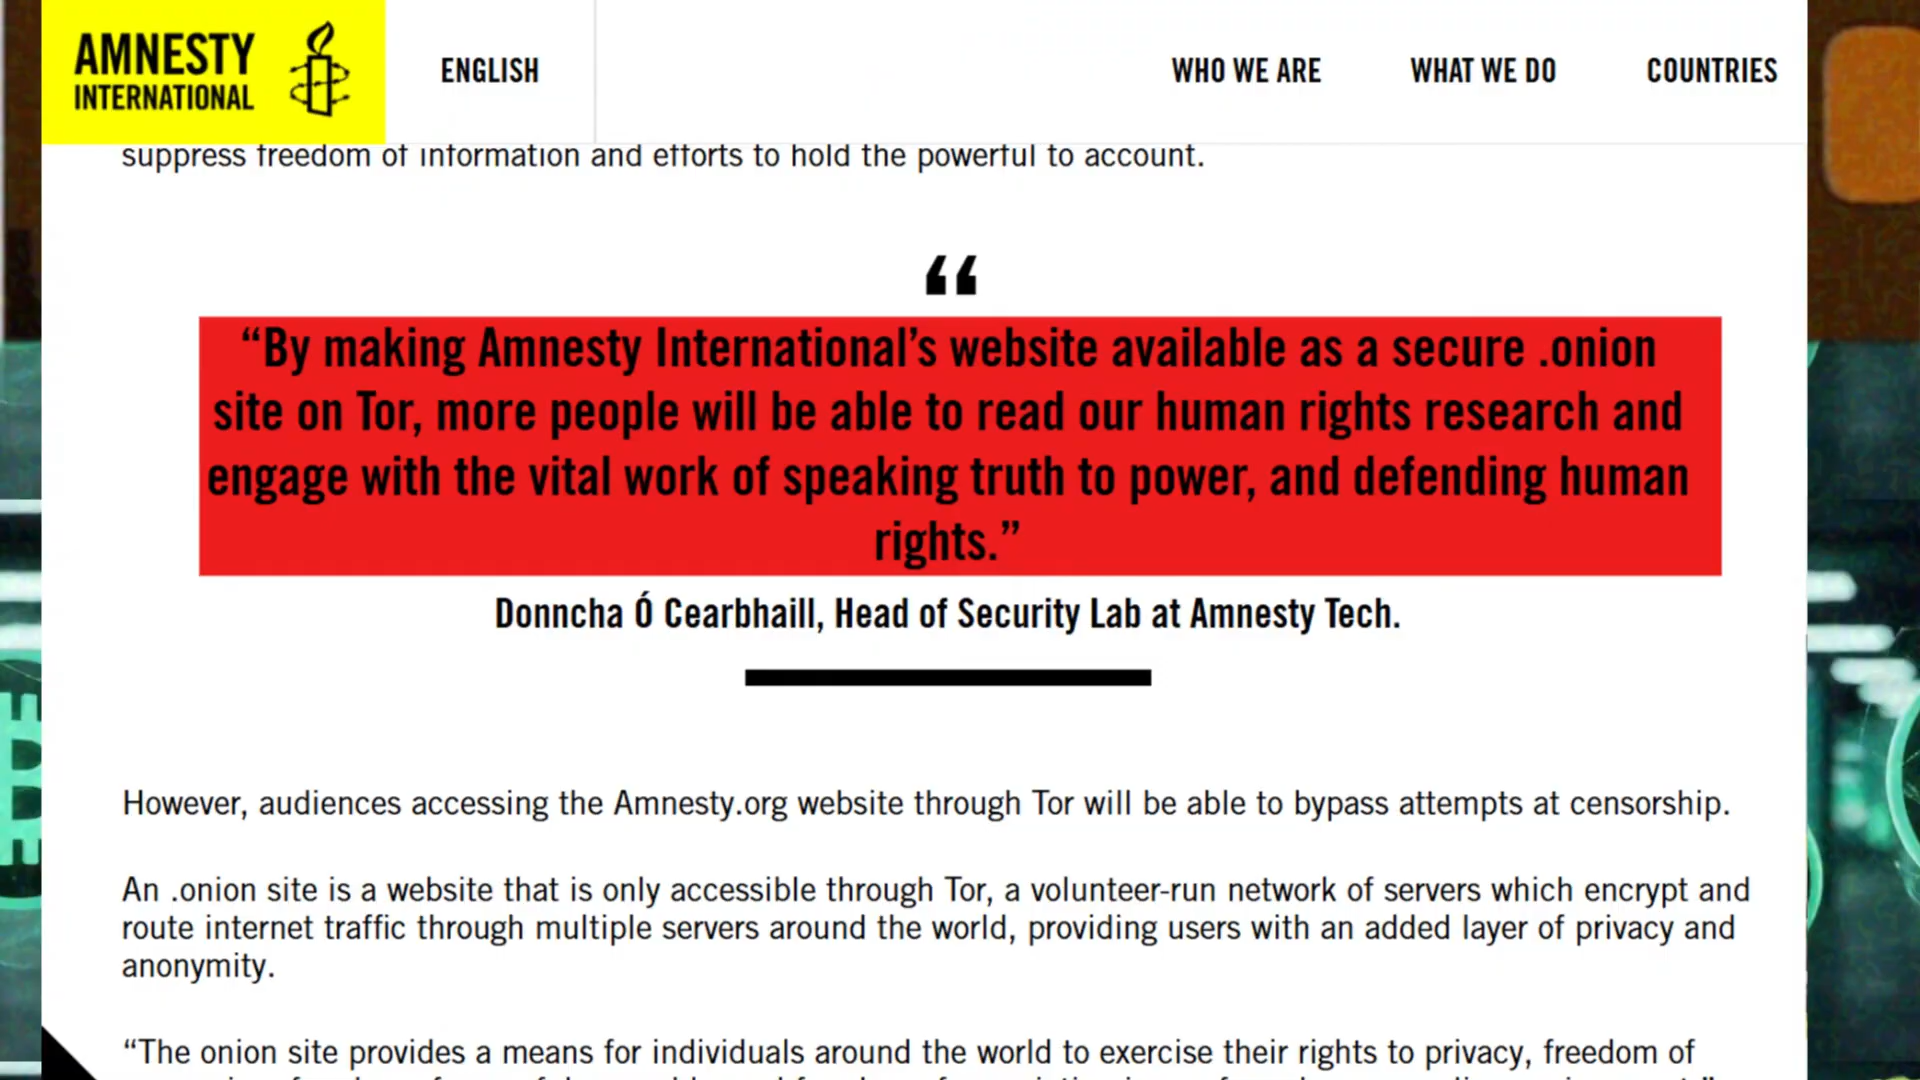 AMNESTY
INTERNATIONAL
ENGLISH
WHO WE ARE
WHAT WE DO
COUNTRIES
suppress freedom of information and efforts to hold the powerful to account.
“
“By making Amnesty International’s website available as a secure .onion
site on Tor, more people will be able to read our human rights research and
engage with the vital work of speaking truth to power, and defending human
rights.”
Donncha Ó Cearbhaill, Head of Security Lab at Amnesty Tech.
However, audiences accessing the Amnesty.org website through Tor will be able to bypass attempts at censorship.
An .onion site is a website that is only accessible through Tor, a volunteer-run network of servers which encrypt and
route internet traffic through multiple servers around the world, providing users with an added layer of privacy and
anonymity.
“The onion site provides a means for individuals around the world to exercise their rights to privacy, freedom of